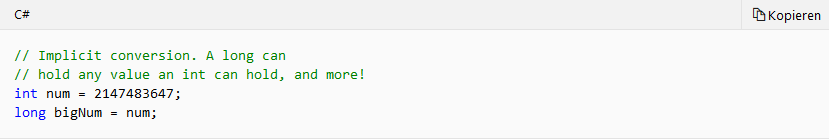 C#
Kopieren
// Implicit conversion. A long can
// hold any value an int can hold, and more!
int num = 2147483647;
long bigNum = num;